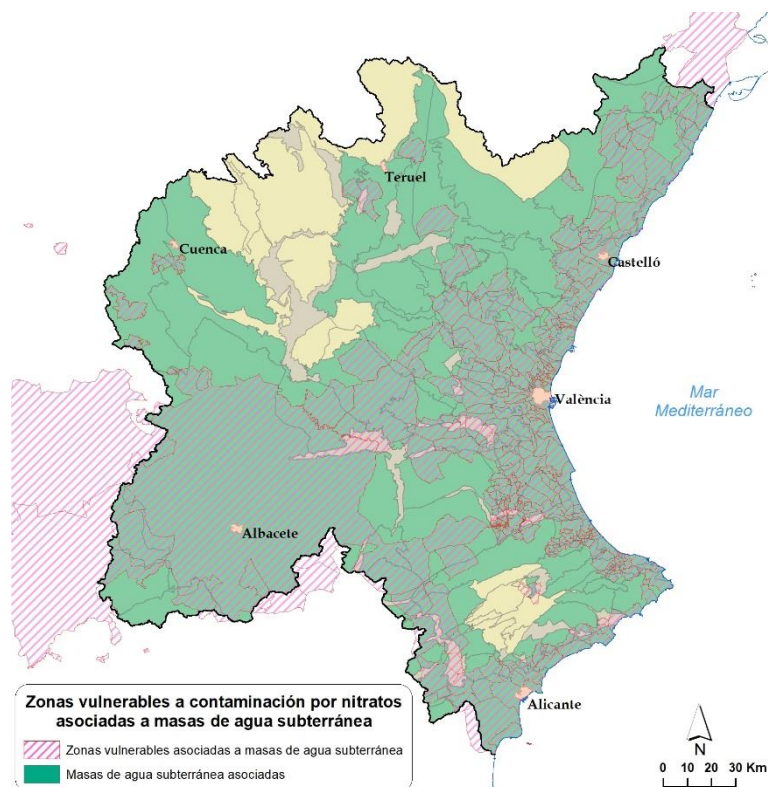 Teruel
Cuenca
Castelló
València
Mar
Mediterráneo
Albacete
Alicante
Zonas vulnerables a contaminación por nitratos
asociadas a masas de agua subterránea
Zonas vulnerables asociadas a masas de agua subterránea
Masas de agua subterránea asociadas
N
0 10 20 30 Km